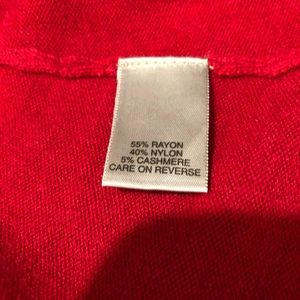 55% RAYON
40% NYLON
5% CASHMERE
CARE ON REVERSE